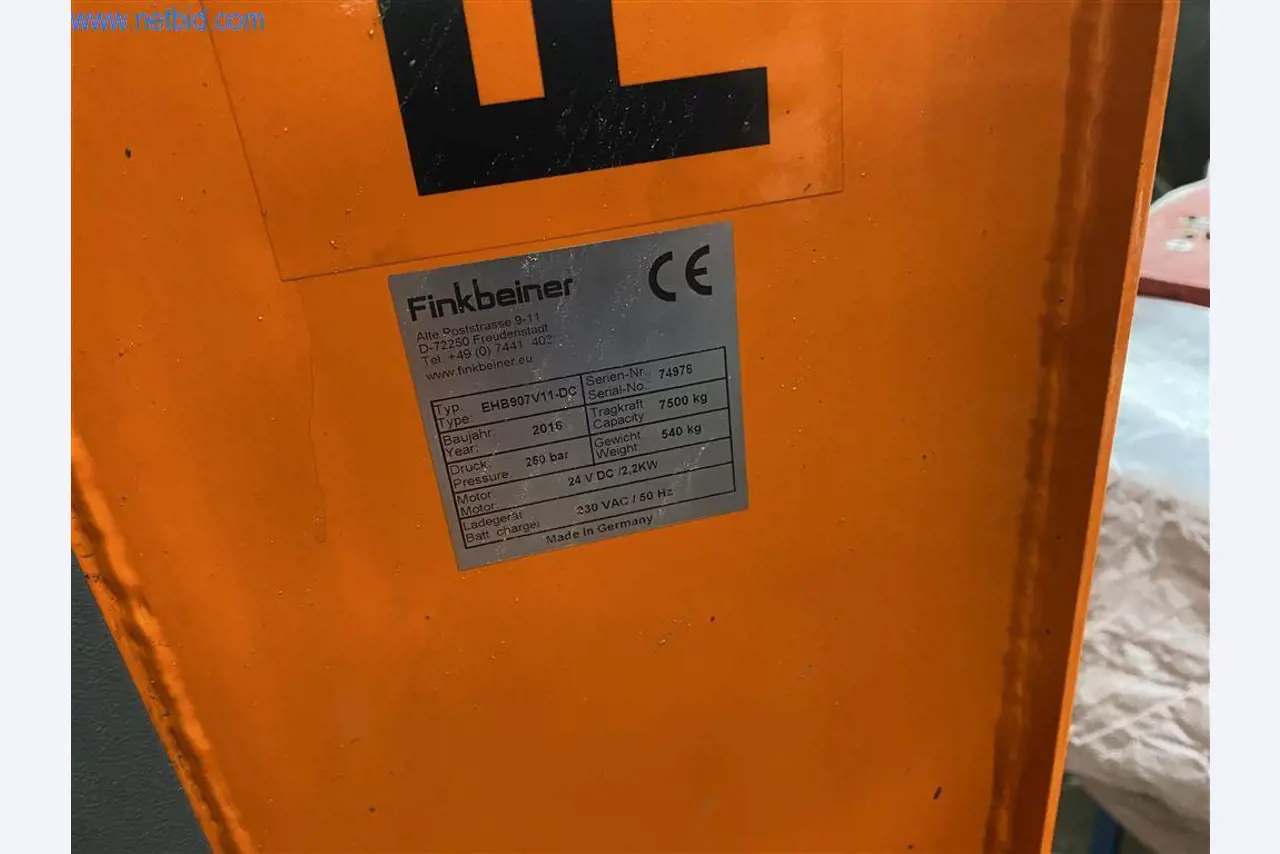 www.netbid.com
F
Finkbeiner CE
Alte Poststrasse 9-11
D-72250 Freudenstadt
Tel. +49 (0) 7441 403
www.finkbeiner.eu
Typ. Type: EHB907V11-DC Serien-Nr. Serial-No.: 74978
Baujahr: Year: 2016 Tragkraft Capacity 7500 kg
Druck: Pressure 250 bar Gewicht Weight: 540 kg
Motor: Motor: 24 V DC /2,2KW
Ladegerät Batt charger 230 VAC / 50 Hz
Made in Germany